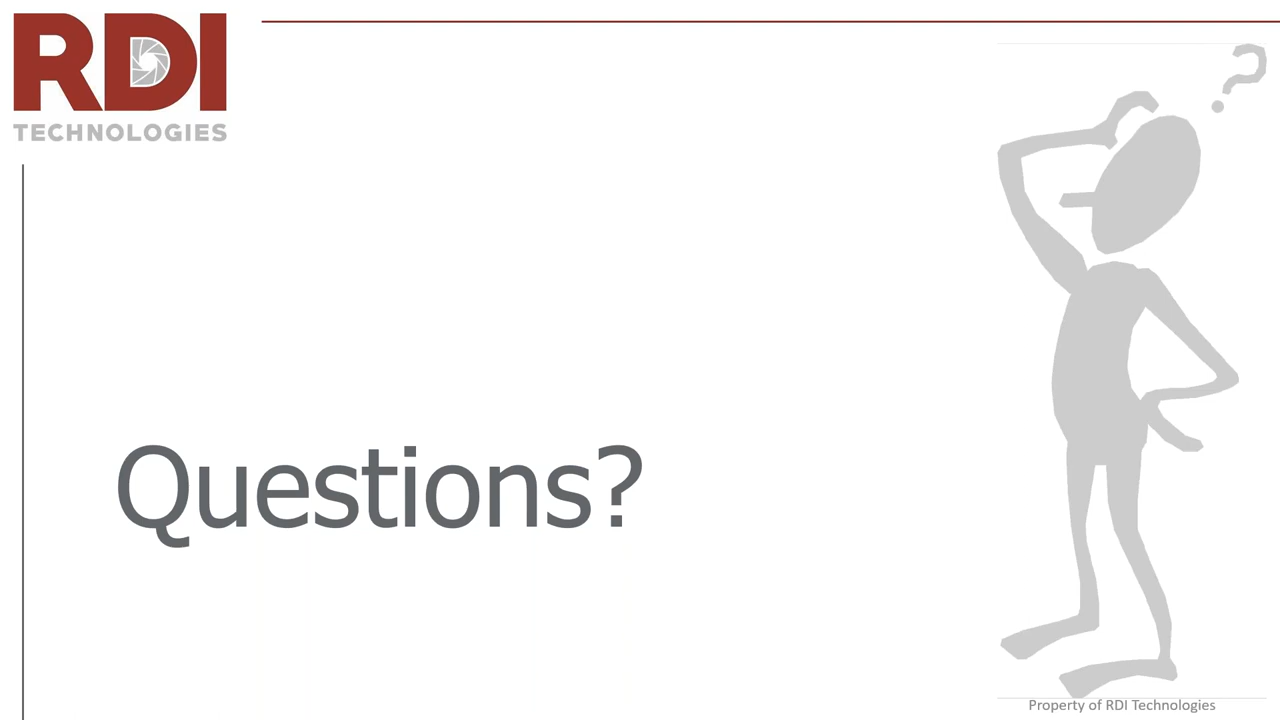 RDI
TECHNOLOGIES
?
Questions?
Property of RDI Technologies